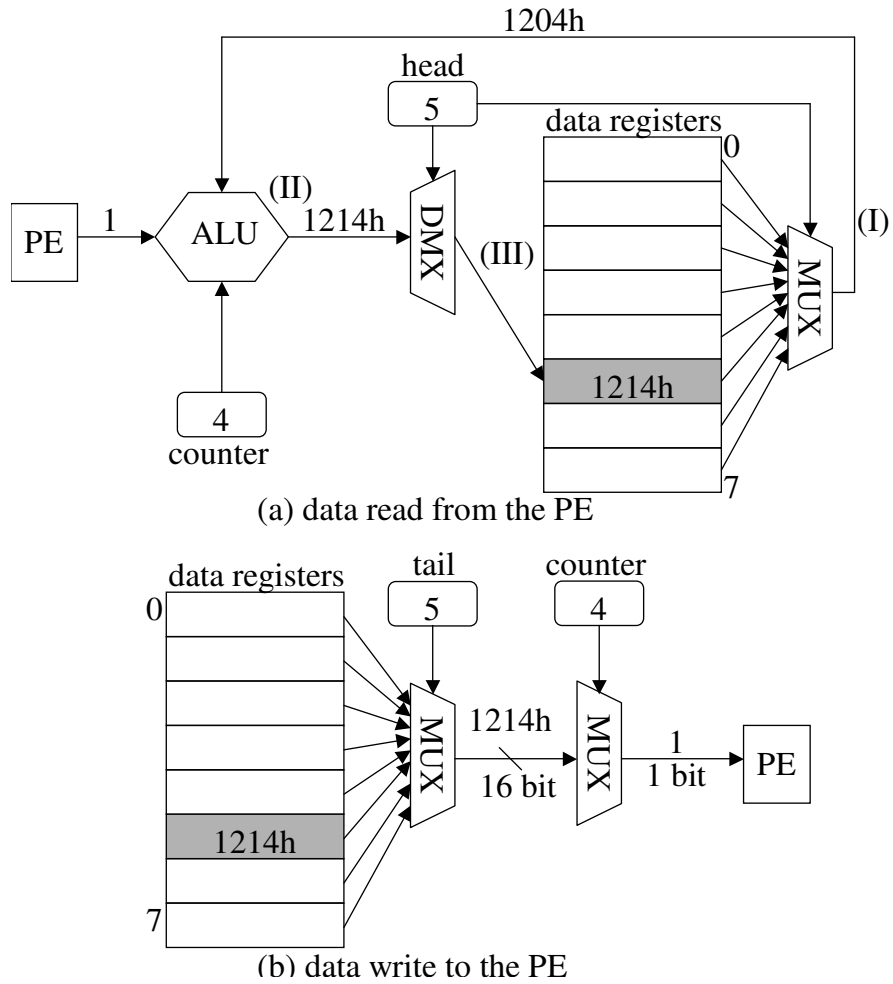 1204h
head
5
data registers
0
(II)
(I)
PE
1
ALU
1214h
DMX
(III)
MUX
1214h
4
counter
7
(a) data read from the PE
tail
counter
data registers
5
4
0
MUX
1214h
16 bit
MUX
1
1 bit
PE
1214h
7
(b) data write to the PE